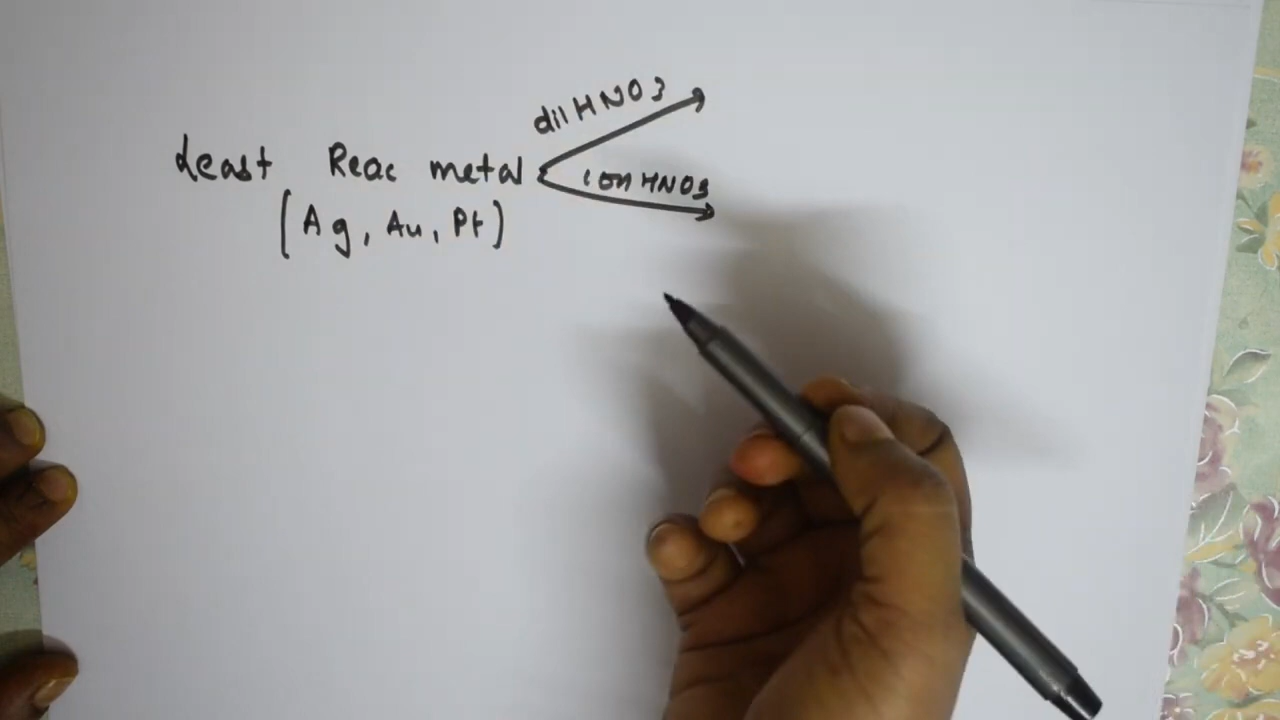 dil HNO3
Least Reac metal
con HNO3
[Ag, Au, Pt]